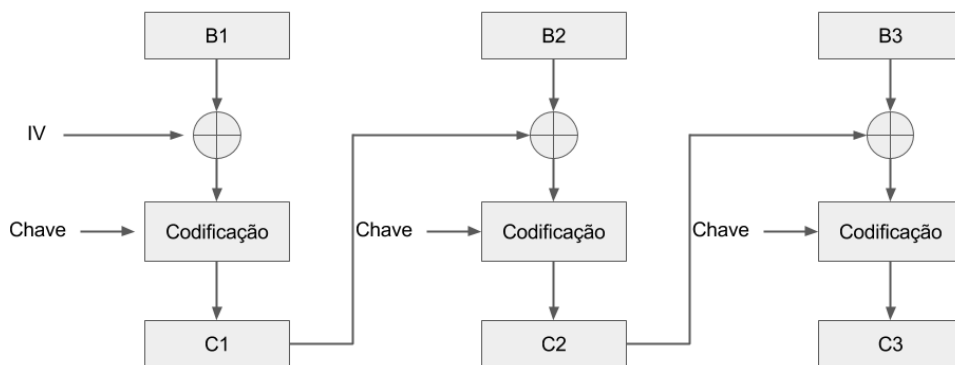 B1
B2
B3
IV
Chave
Codificação
Chave
Codificação
Chave
Codificação
C1
C2
C3